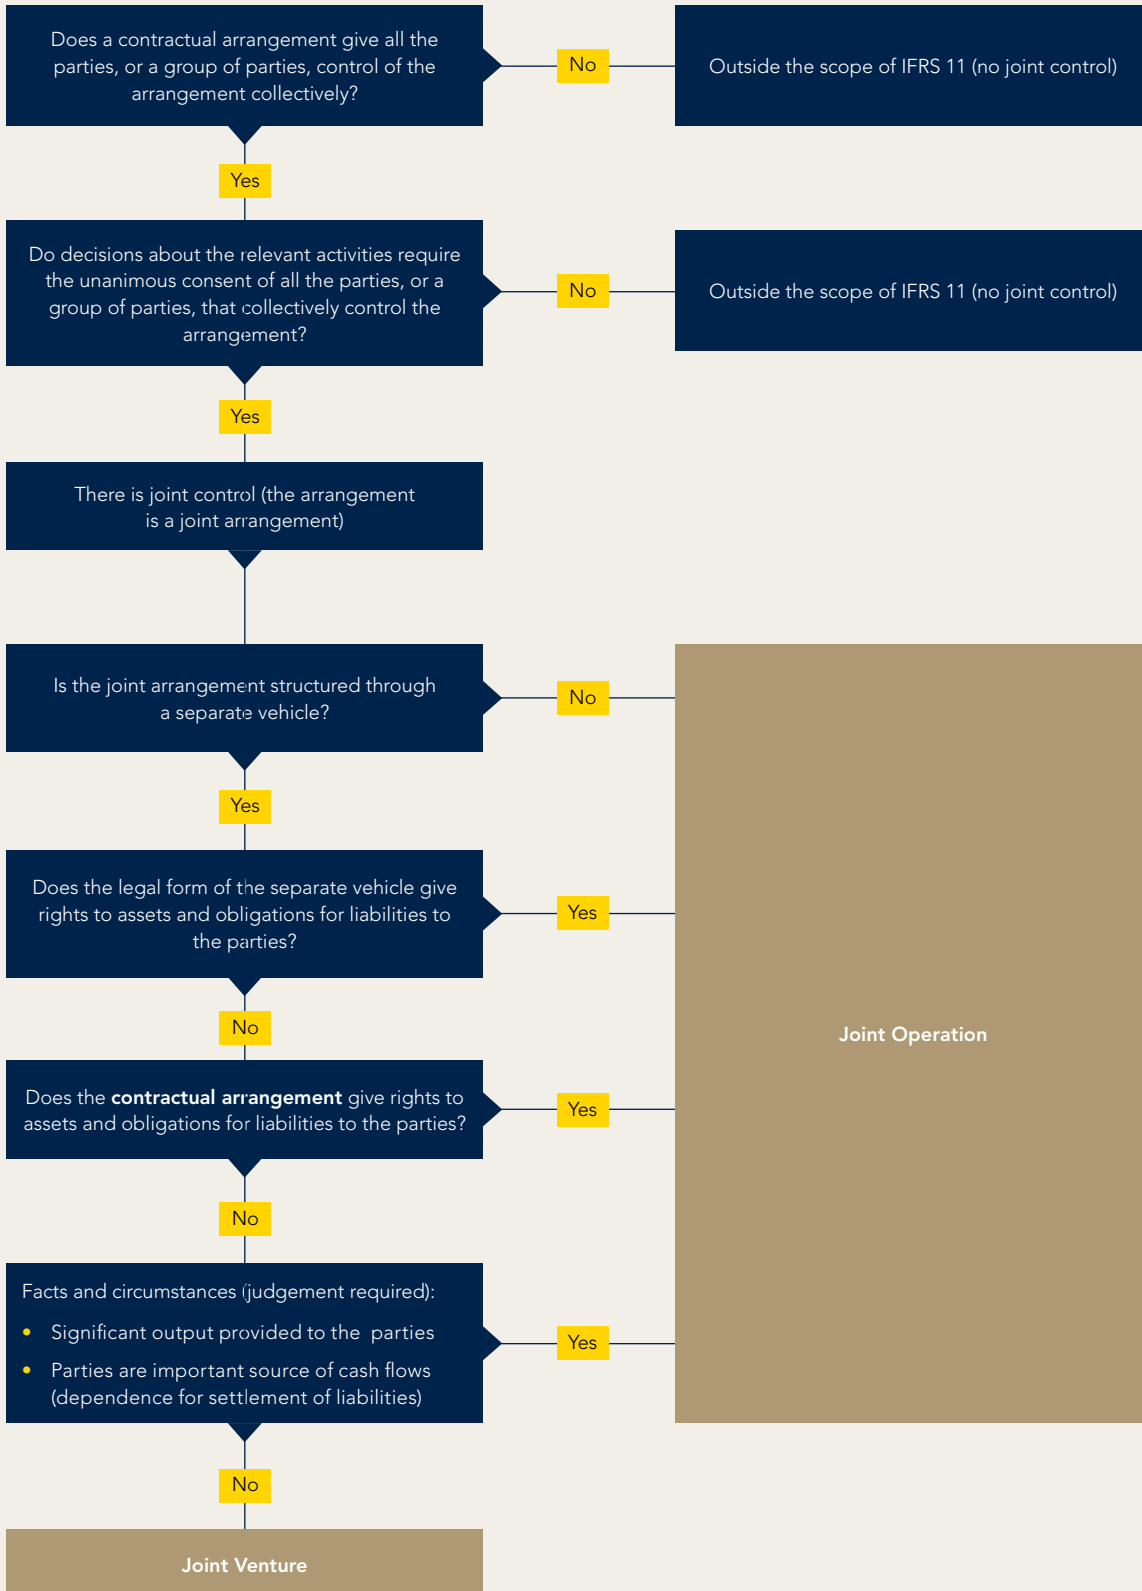 Does a contractual arrangement give all the
parties, or a group of parties, control of the
arrangement collectively?
No
Outside the scope of IFRS 11 (no joint control)
Yes
Do decisions about the relevant activities require
the unanimous consent of all the parties, or a
group of parties, that collectively control the
arrangement?
No
Outside the scope of IFRS 11 (no joint control)
Yes
There is joint control (the arrangement
is a joint arrangement)
Is the joint arrangement structured through
a separate vehicle?
No
Yes
Does the legal form of the separate vehicle give
rights to assets and obligations for liabilities to
the parties?
Yes
No
Joint Operation
Does the contractual arrangement give rights to
assets and obligations for liabilities to the parties?
Yes
No
Facts and circumstances (judgement required):
• Significant output provided to the parties
• Parties are important source of cash flows
(dependence for settlement of liabilities)
Yes
No
Joint Venture